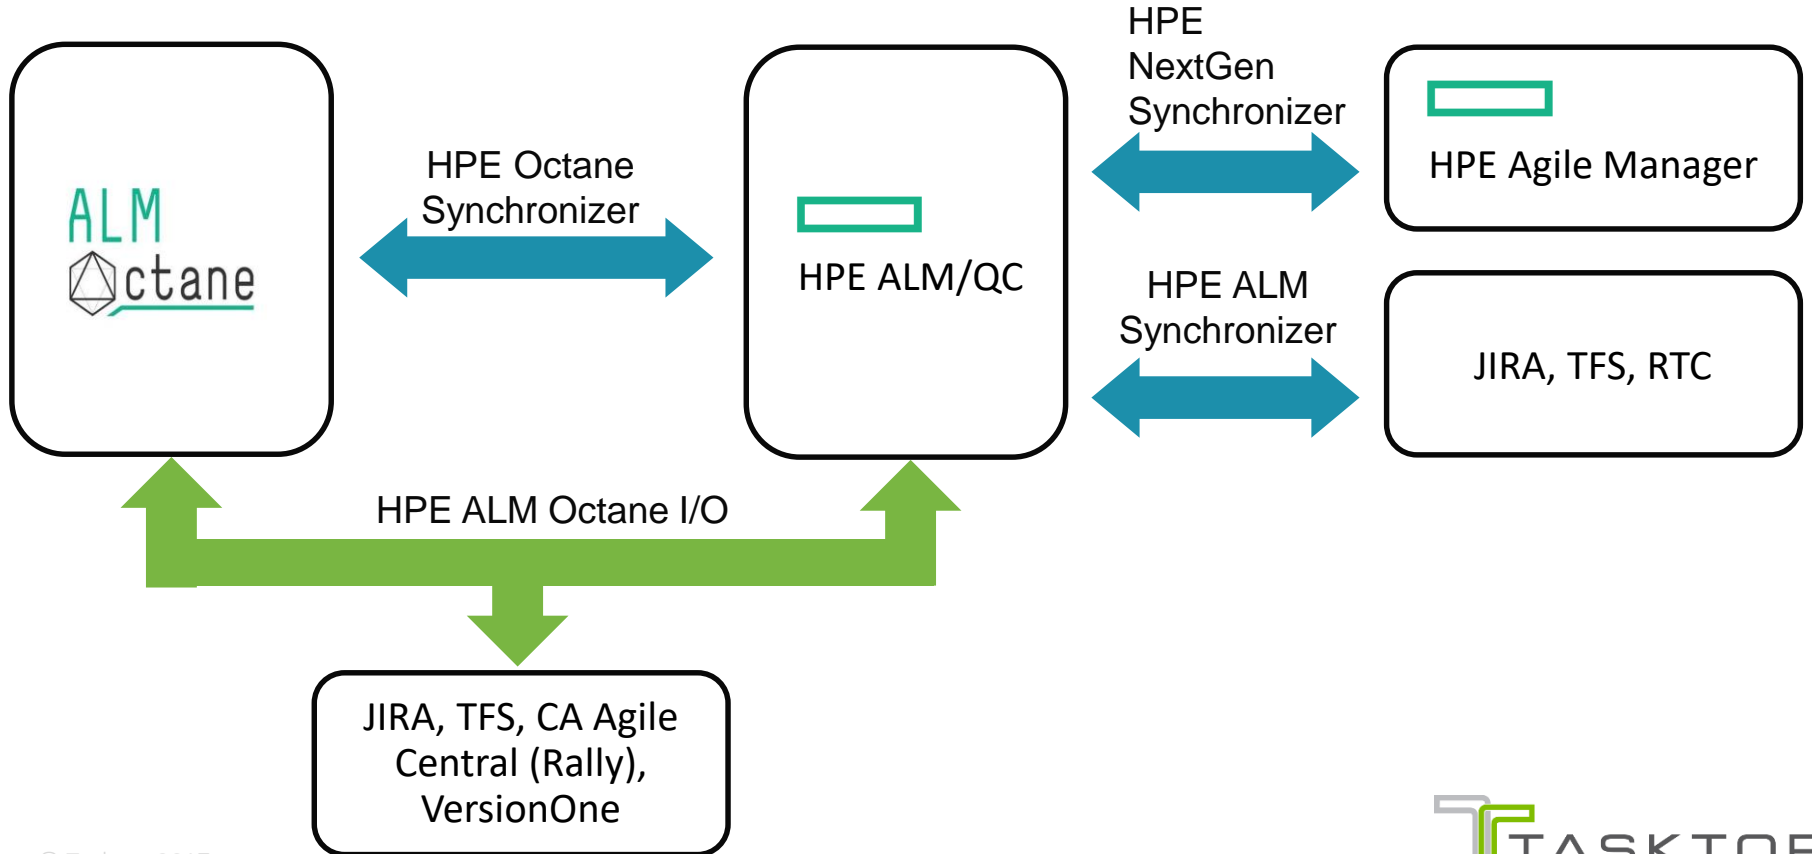 ALM
Octane
HPE Octane
Synchronizer
HPE ALM/QC
HPE
NextGen
Synchronizer
HPE Agile Manager
HPE ALM
Synchronizer
JIRA, TFS, RTC
HPE ALM Octane I/O
JIRA, TFS, CA Agile
Central (Rally),
VersionOne
TASKTOP